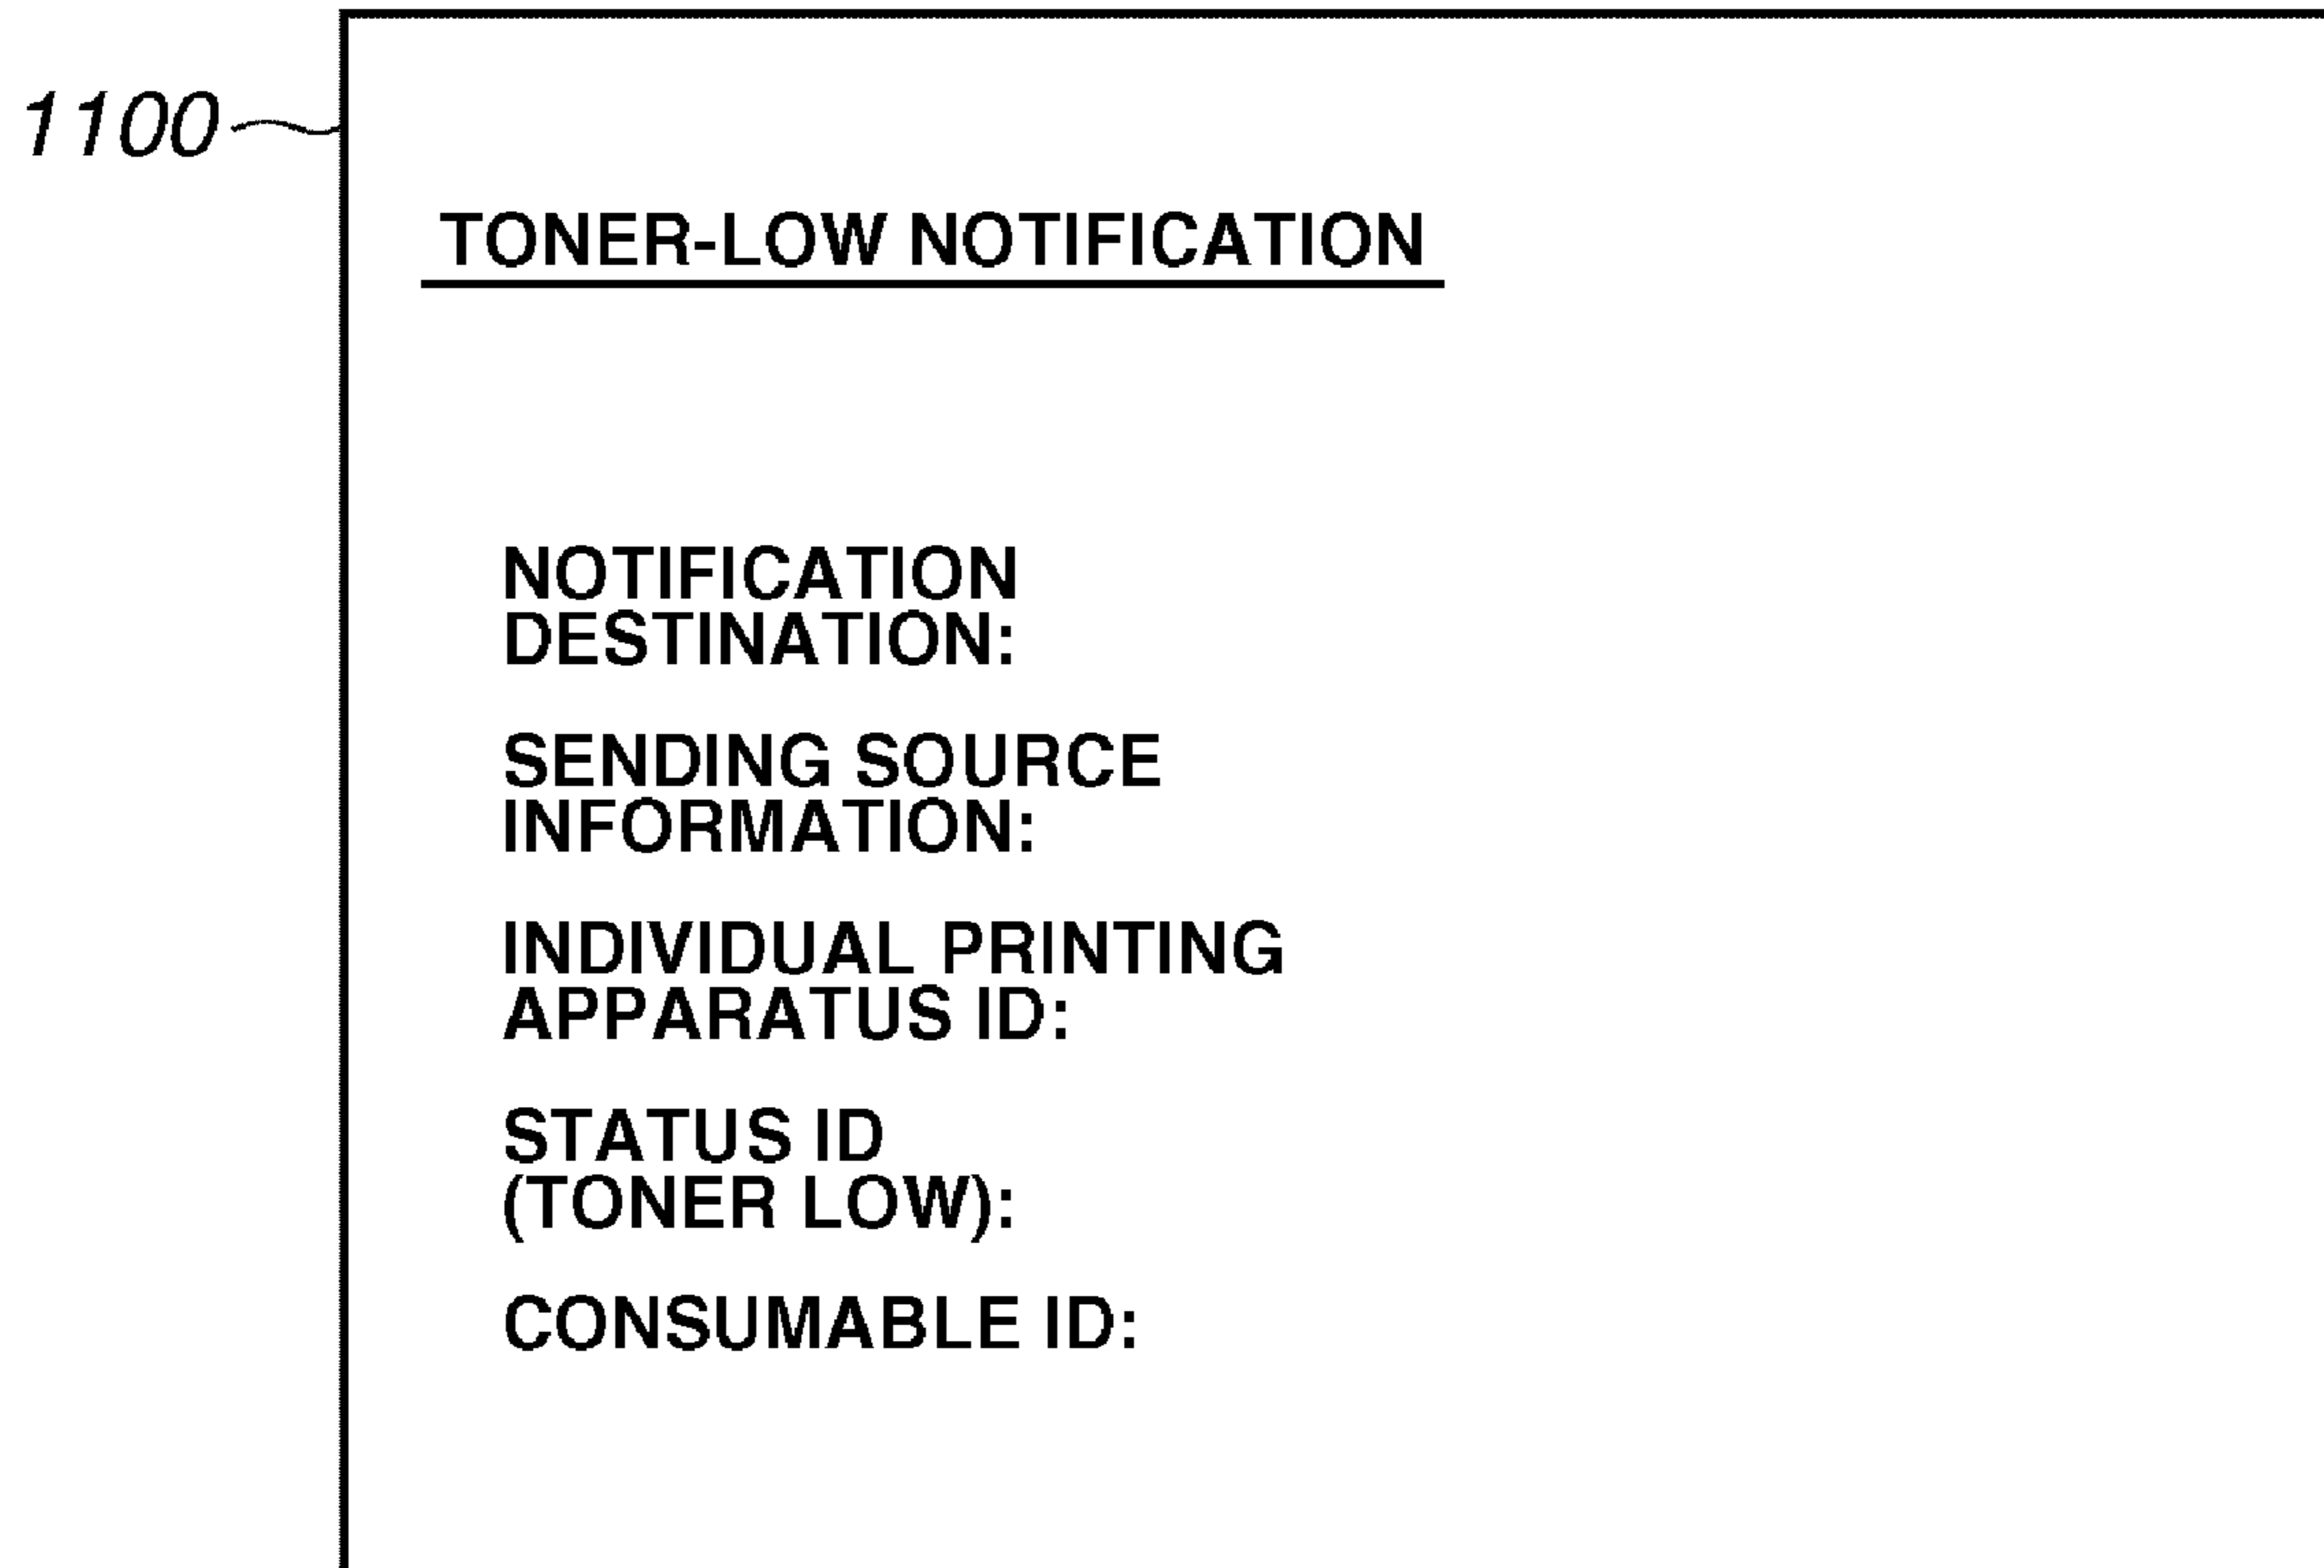 1100
TONER-LOW NOTIFICATION
NOTIFICATION
DESTINATION:
SENDING SOURCE
INFORMATION:
INDIVIDUAL PRINTING
APPARATUS ID:
STATUS ID
(TONER LOW):
CONSUMABLE ID: